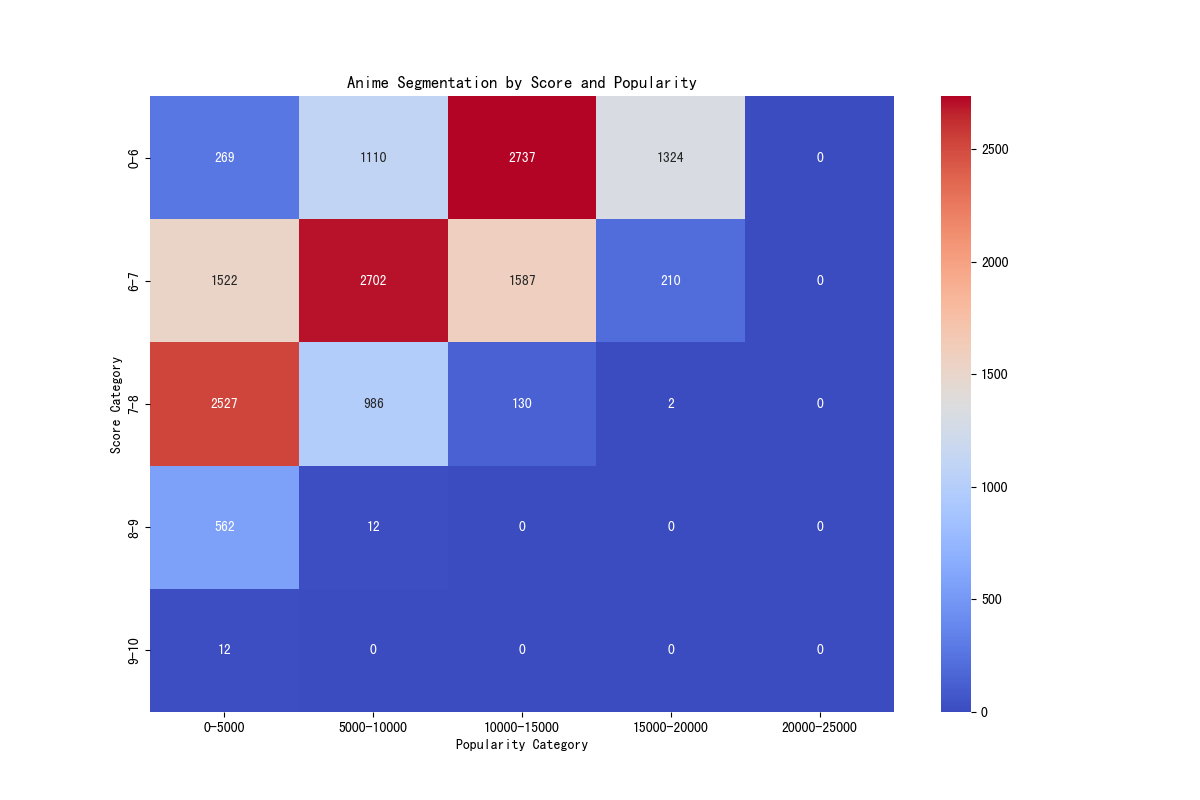 Anime Segmentation by Score and Popularity
0-6
269 1110 2737 1324 0
6-7
1522 2702 1587 210 0
7-8
2527 986 130 2 0
8-9
562 12 0 0 0
9-10
12 0 0 0 0
Score Category
0-5000 5000-10000 10000-15000 15000-20000 20000-25000
Popularity Category
2500
2000
1500
1000
500
0